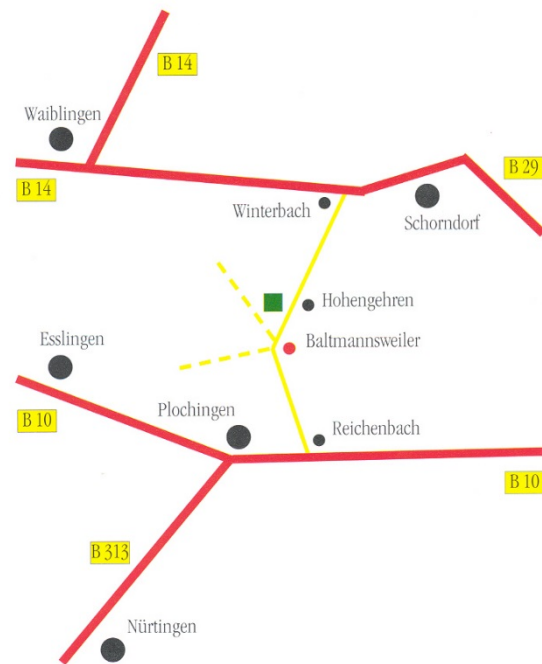 B 14
Waiblingen
B 29
B 14
Winterbach
Schorndorf
Hohengehren
Baltmannsweiler
Esslingen
B 10
Plochingen
Reichenbach
B 10
B 313
Nürtingen